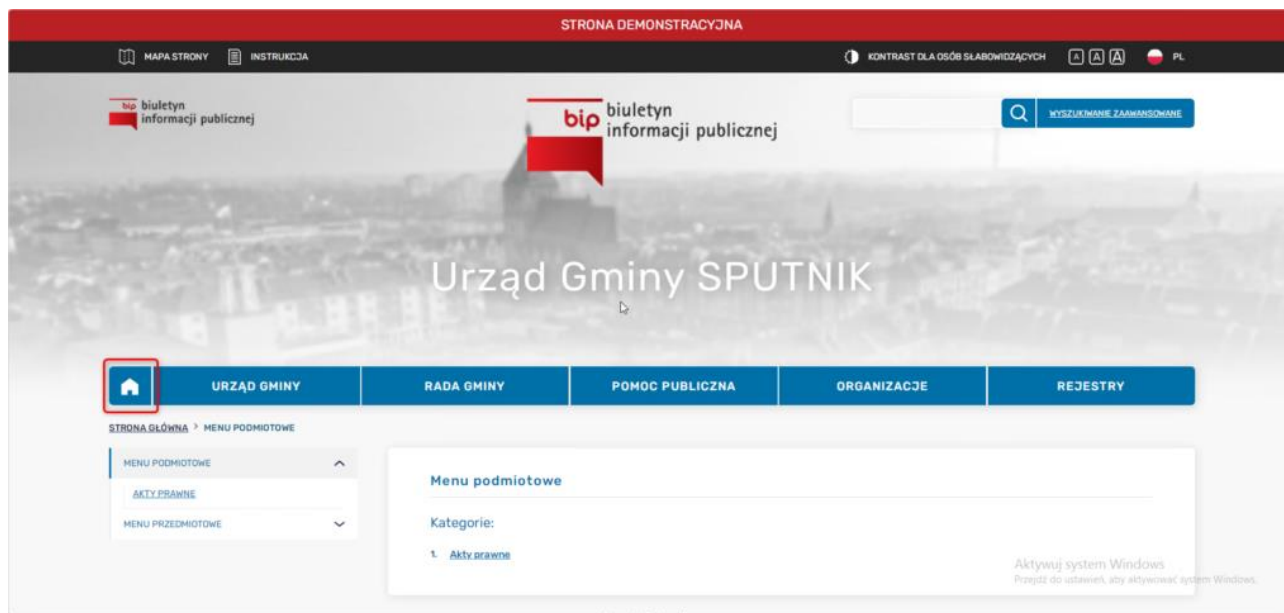 STRONA DEMONSTRACYJNA
MAPA STRONY INSTRUKCJA KONTRAST DLA OSÓB SŁABOWIDZĄCYCH A A A PL
bip biuletyn
informacji publicznej
bip biuletyn
informacji publicznej
WYSZUKIWANIE ZAAWANSOWANE
Urząd Gminy SPUTNIK
URZĄD GMINY RADA GMINY POMOC PUBLICZNA ORGANIZACJE REJESTRY
STRONA GŁÓWNA > MENU PODMIOTOWE
MENU PODMIOTOWE
AKTY PRAWNE
MENU PRZEDMIOTOWE
Menu podmiotowe
Kategorie:
1. Akty prawne
Aktywuj system Windows
Przejdź do ustawień, aby aktywować system Windows.